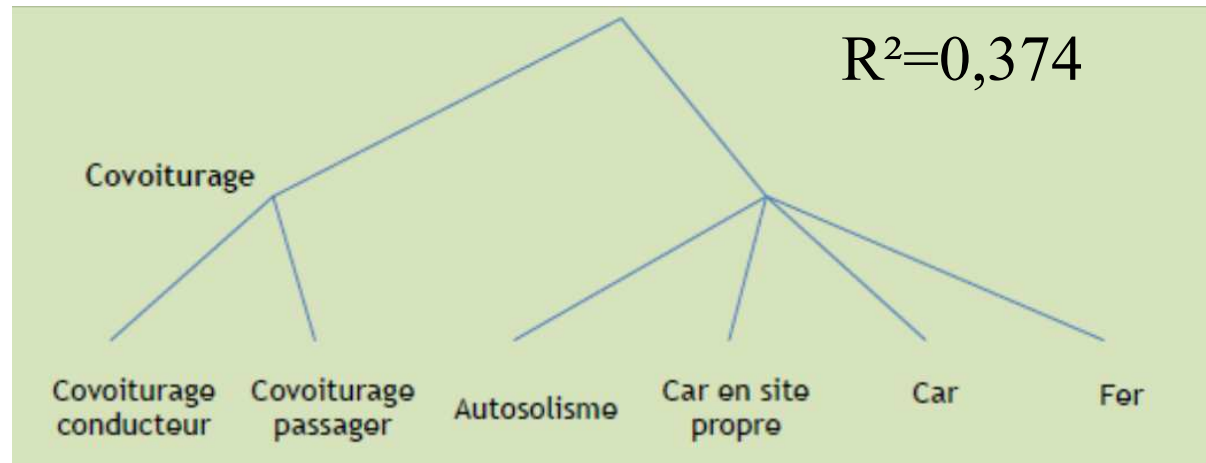 R²=0,374
Covoiturage
Covoiturage
conducteur
Covoiturage
passager
Autosolisme
Car en site
propre
Car
Fer